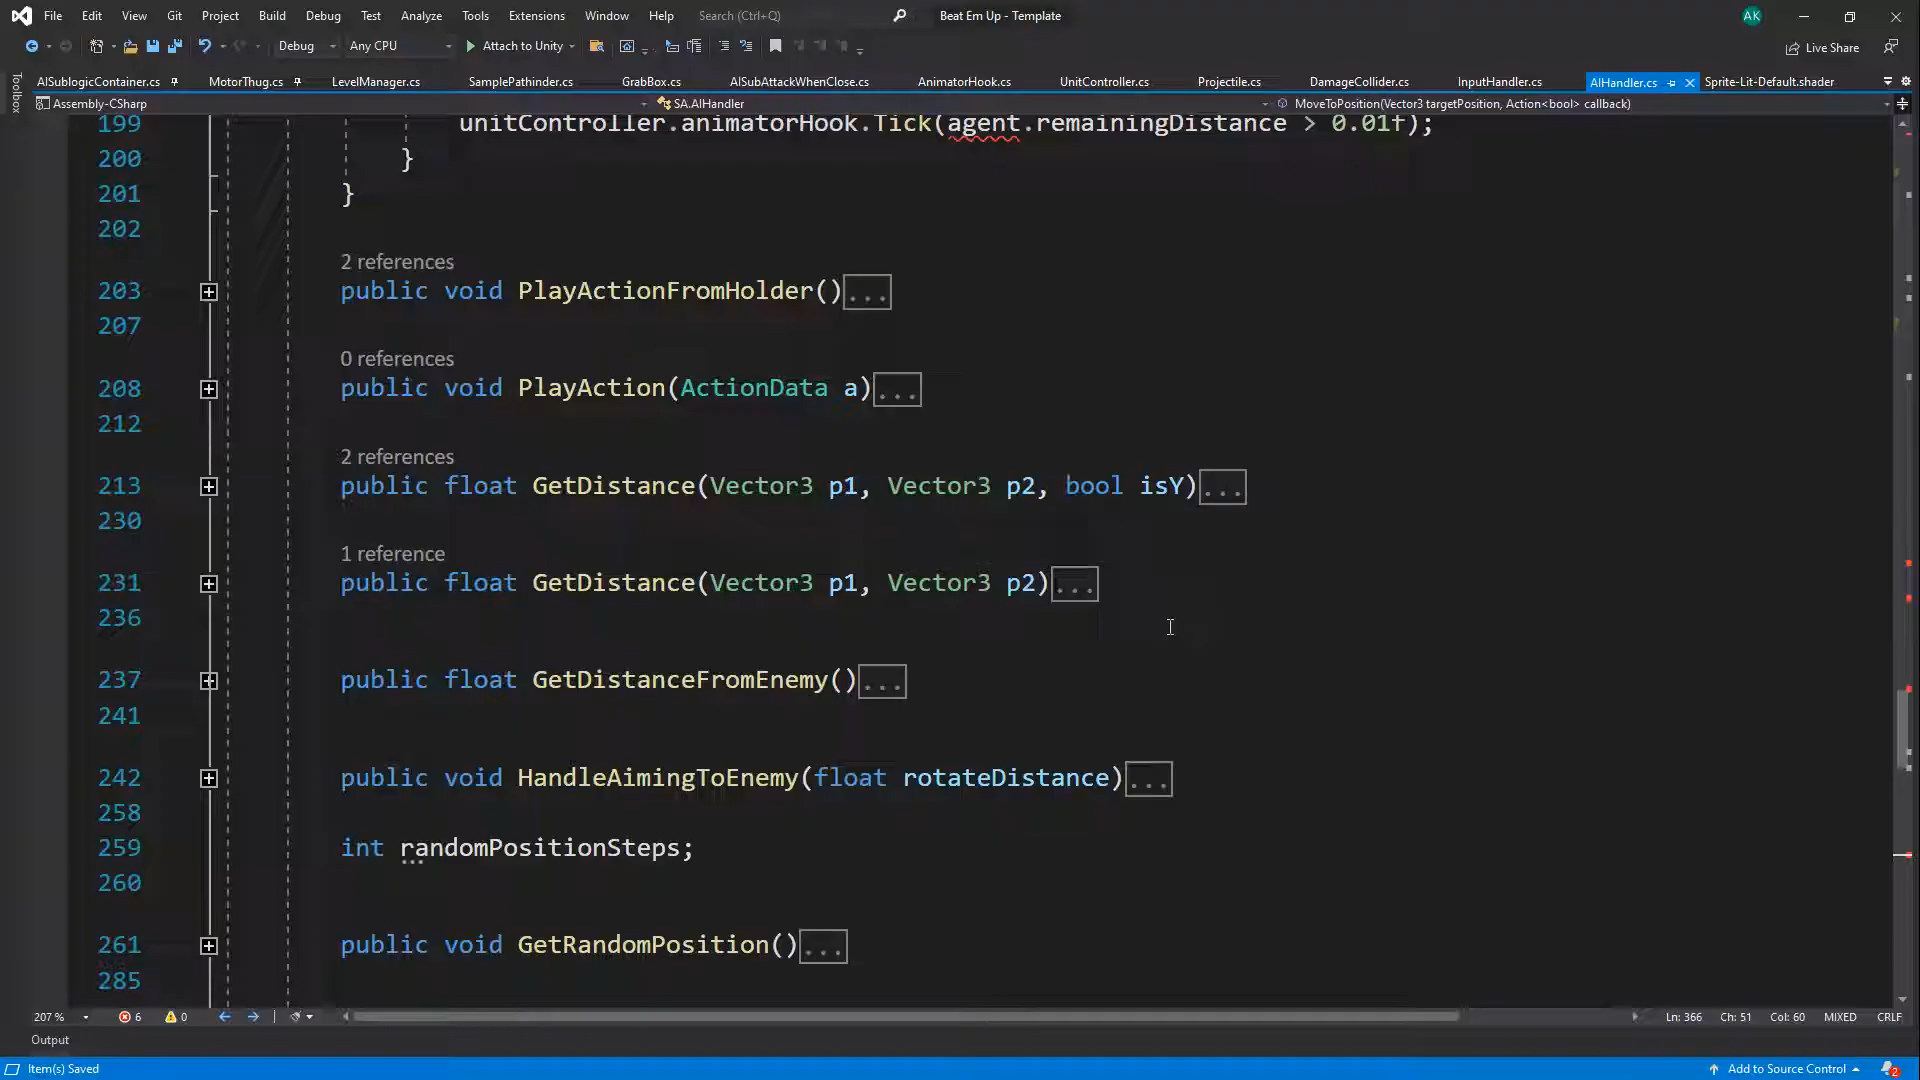 File Edit View Git Project Build Debug Test Analyze Tools Extensions Window Help Search (Ctrl+Q) Beat Em Up - Template AK
Debug Any CPU Attach to Unity Live Share
Toolbox
AISublogicContainer.cs MotorThug.cs LevelManager.cs SamplePathinder.cs GrabBox.cs AISubAttackWhenClose.cs AnimatorHook.cs UnitController.cs Projectile.cs DamageCollider.cs InputHandler.cs AIHandler.cs Sprite-Lit-Default.shader
Assembly-CSharp SA.AIHandler MoveToPosition(Vector3 targetPosition, Action<bool> callback)
199 unitController.animatorHook.Tick(agent.remainingDistance > 0.01f);
200 }
201 }
202
2 references
203 public void PlayActionFromHolder()...
207
0 references
208 public void PlayAction(ActionData a)...
212
2 references
213 public float GetDistance(Vector3 p1, Vector3 p2, bool isY)...
230
1 reference
231 public float GetDistance(Vector3 p1, Vector3 p2)...
236
237 public float GetDistanceFromEnemy()...
241
242 public void HandleAimingToEnemy(float rotateDistance)...
258
259 int randomPositionSteps;
260
261 public void GetRandomPosition()...
285
207 % 6 0 Ln: 366 Ch: 51 Col: 60 MIXED CRLF
Output
Item(s) Saved Add to Source Control 2